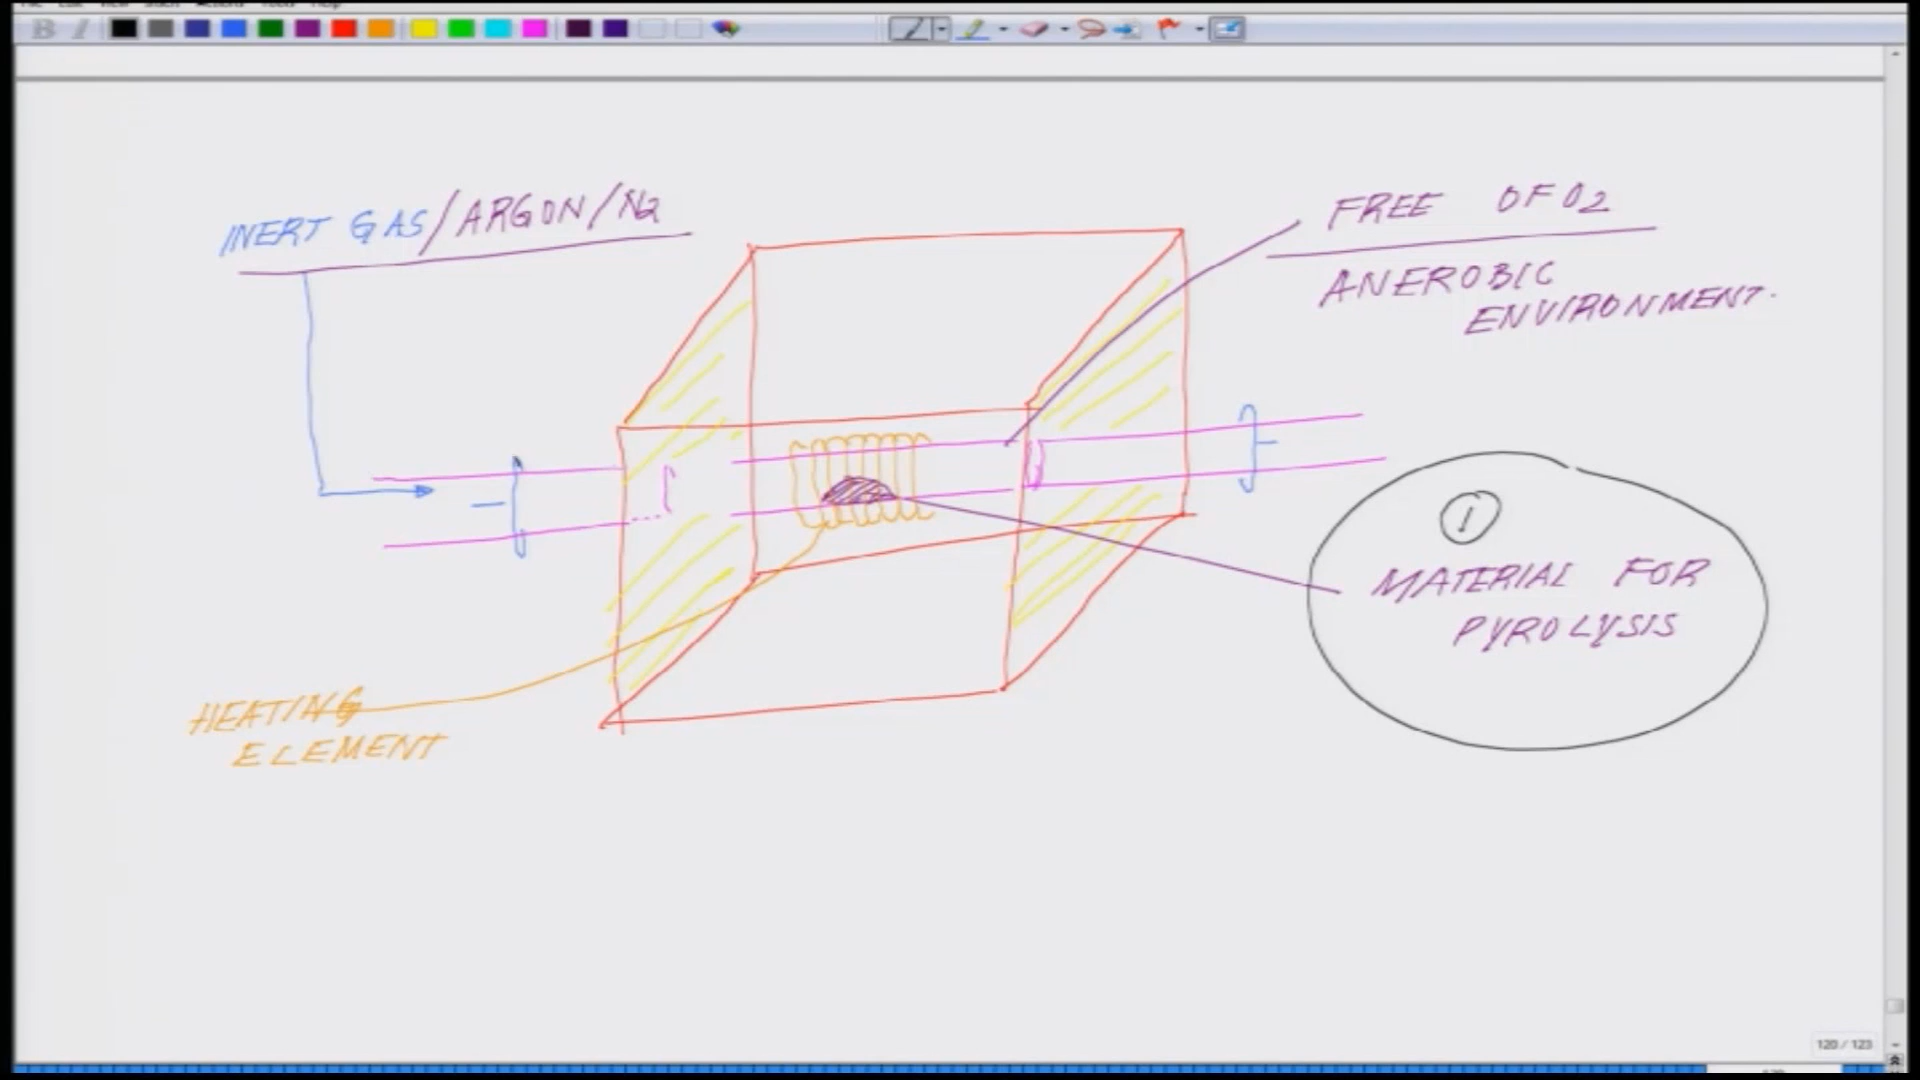 INERT GAS/ARGON/N2
FREE OF O2
ANEROBIC
ENVIRONMENT.
1
MATERIAL FOR
PYROLYSIS
HEATING
ELEMENT
120 / 123